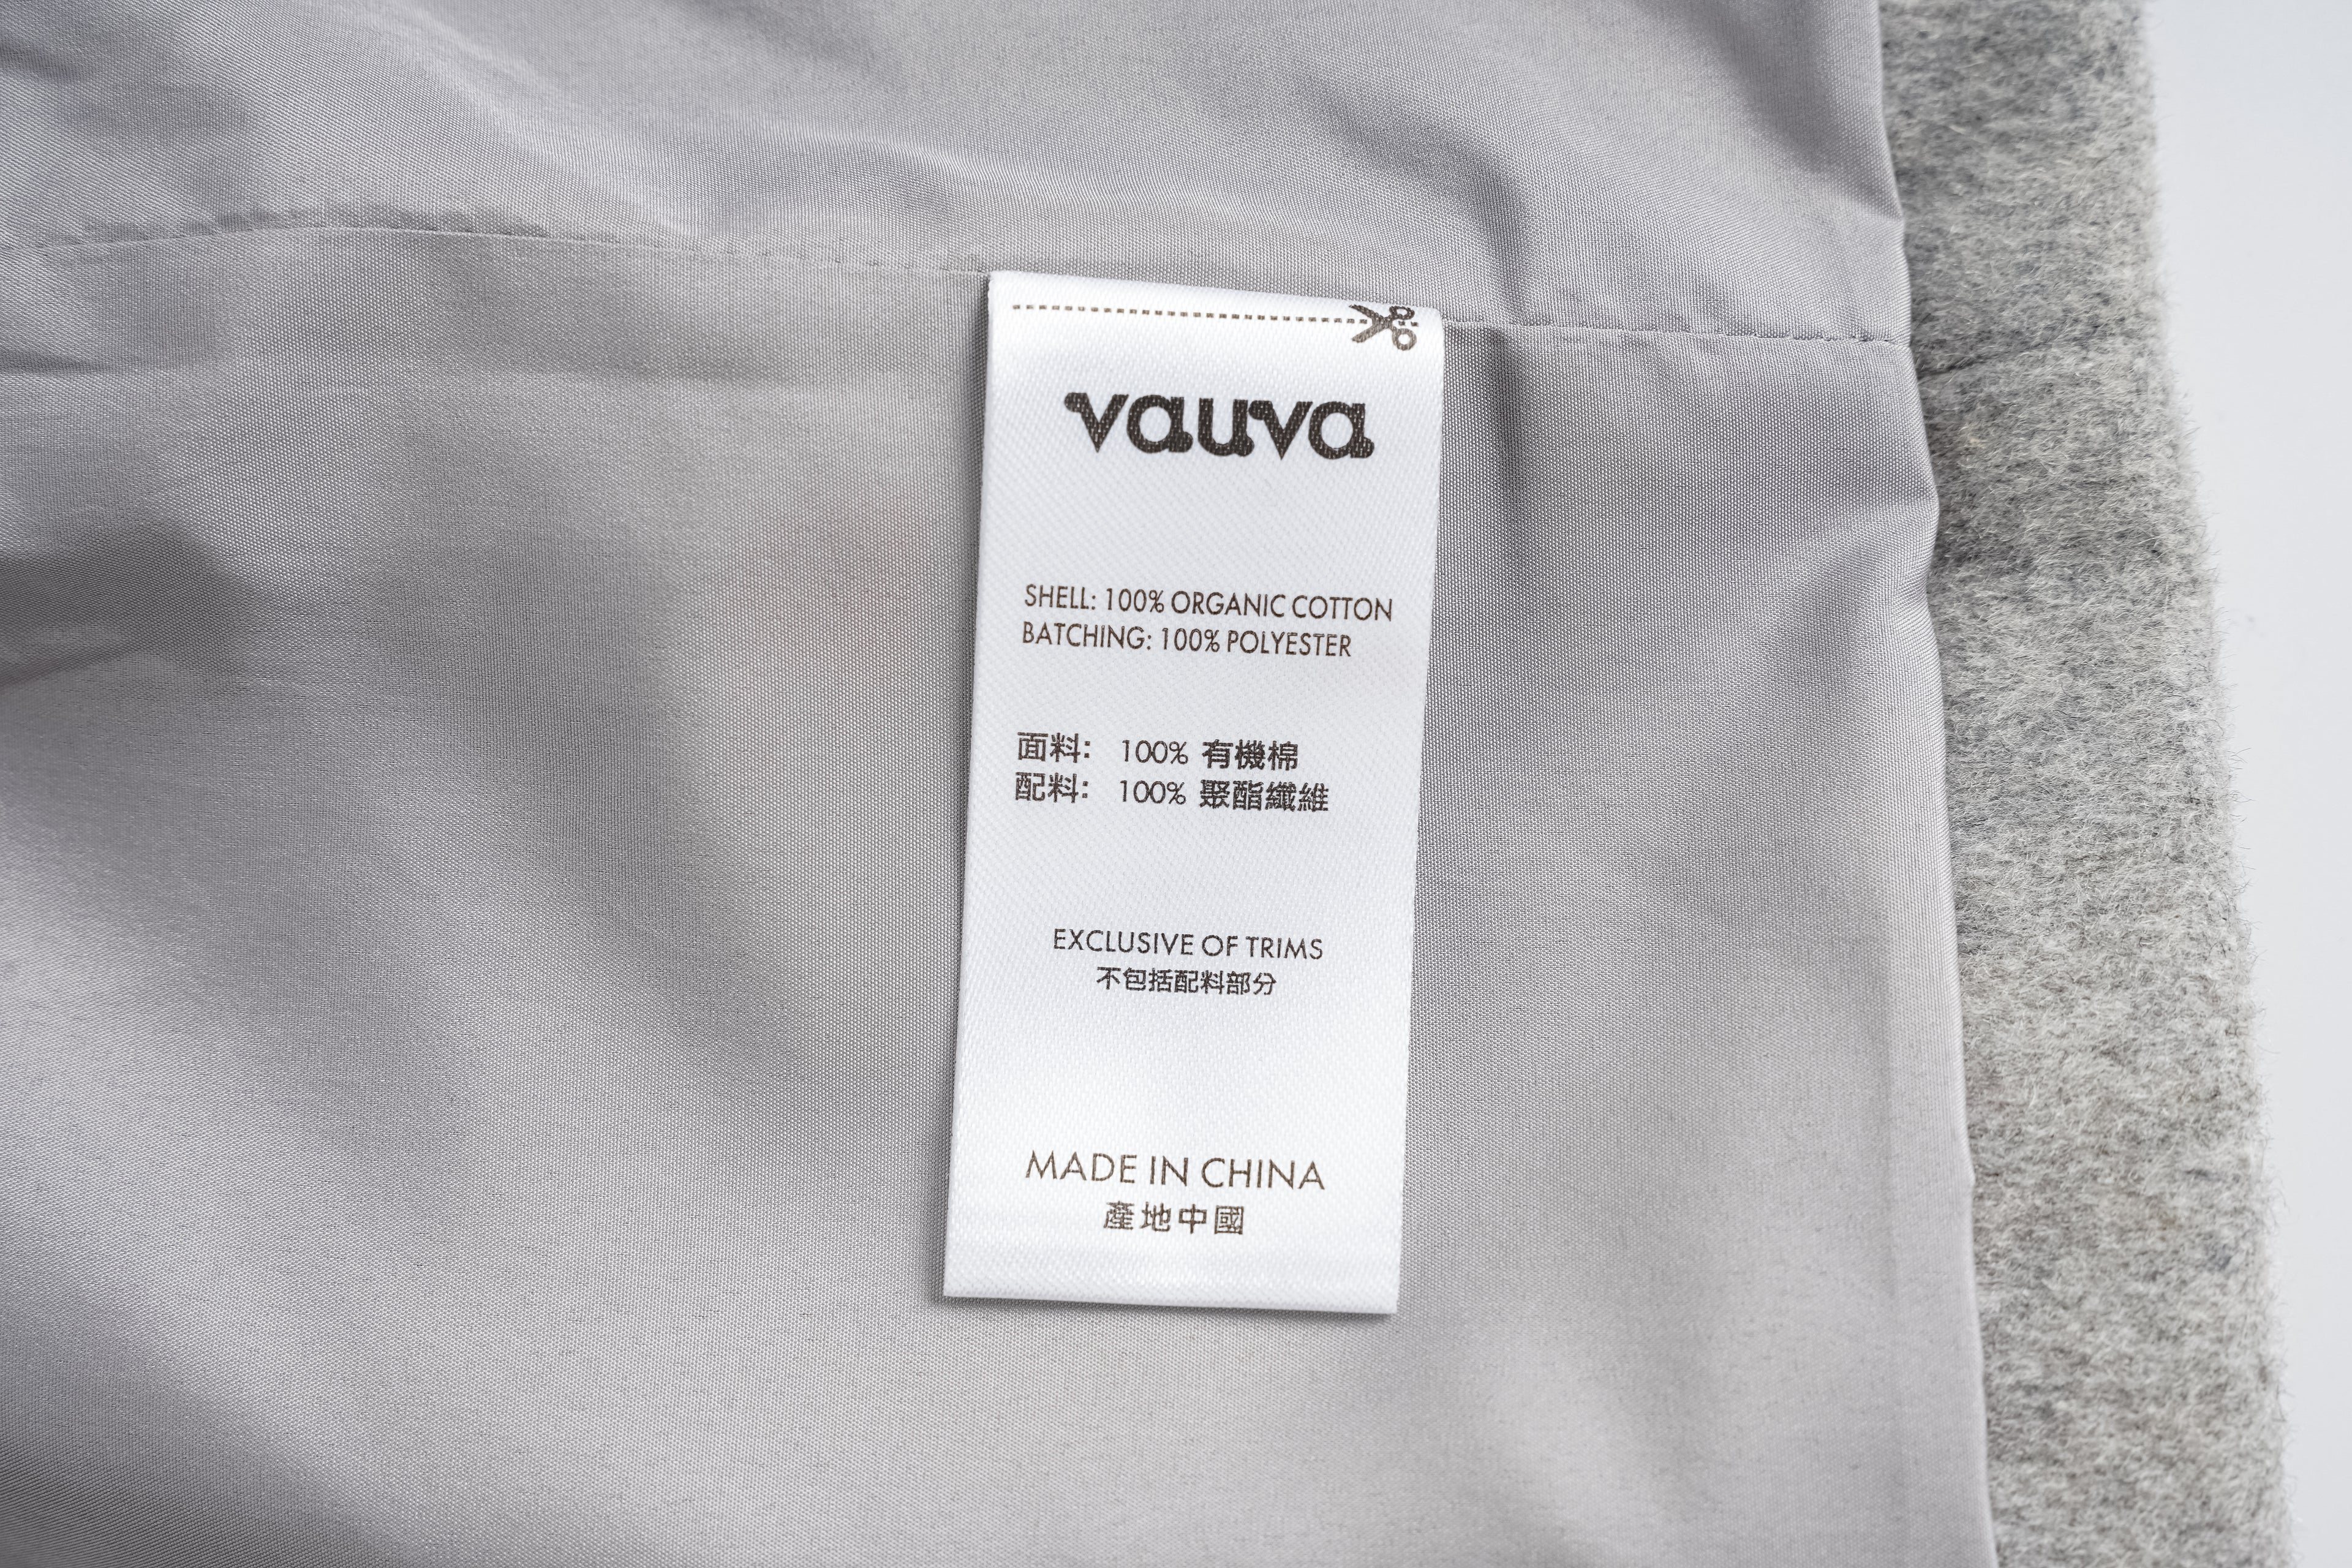 vauva
SHELL: 100% ORGANIC COTTON
BATCHING: 100% POLYESTER
面料: 100% 有機棉
配料: 100% 聚酯纖維
EXCLUSIVE OF TRIMS
不包括配料部分
MADE IN CHINA
產地中國